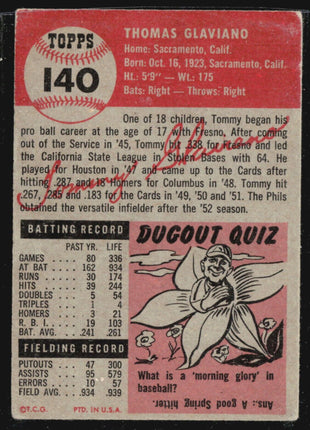 TOPPS
140
THOMAS GLAVIANO
Home: Sacramento, Calif.
Born: Oct. 16, 1923, Sacramento, Calif.
Ht.: 5'9" — Wt.: 175
Bats: Right — Throws: Right
One of 18 children, Tommy began his
pro ball career at the age of 17 at Fresno, After coming
out of the Service in '45, Tommy hit .338 for Fresno and led
the California State League in Stolen Bases with 64. He
played for Houston in '47 and came up to the Cards after
hitting .287 and 18 Homers for Columbus in '48. Tommy hit
.267, .285 and .183 for the Cards in '49, '50 and '51. The Phils
obtained the versatile infielder after the '52 season.
Tommy Glaviano
BATTING RECORD
PAST YR. LIFE
GAMES 80 336
AT BAT 162 934
RUNS 30 174
HITS 39 244
DOUBLES 5 54
TRIPLES 1 4
HOMERS 3 21
R. B. I. 19 103
BAT. AVG. .241 .261
FIELDING RECORD
PUTOUTS 47 300
ASSISTS 95 579
ERRORS 10 57
FIELD AVG. .934 .939
©T.C.G. PTD. IN U.S.A.
DUGOUT QUIZ
What is a 'morning glory' in
baseball?
Ans.: A good Spring hitter.